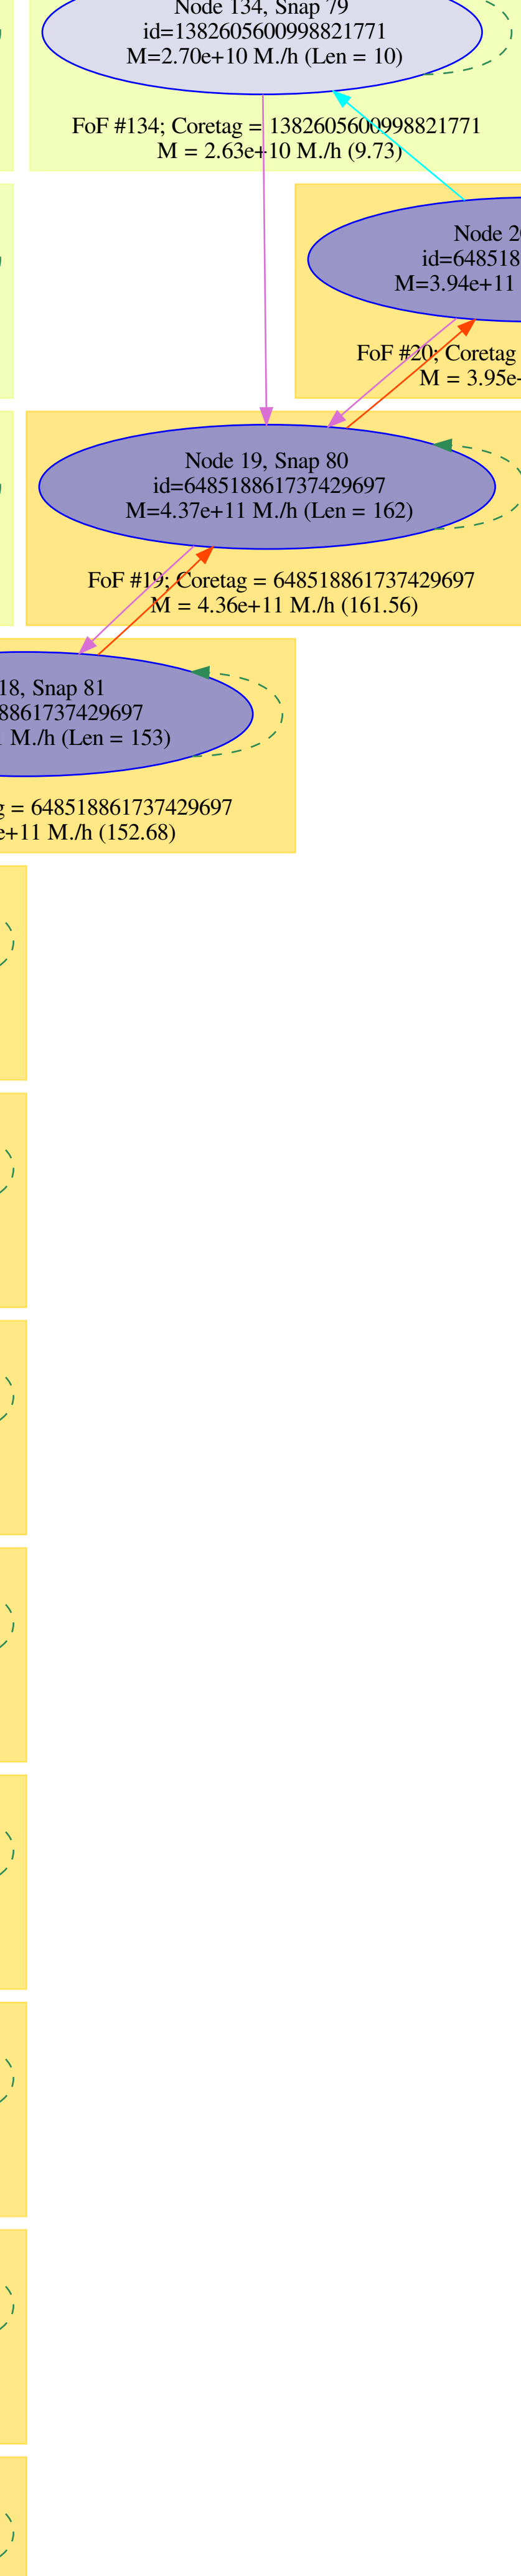 Node 134, Snap 79
id=1382605600998821771
M=2.70e+10 M./h (Len = 10)
FoF #134; Coretag = 1382605600998821771
M = 2.63e+10 M./h (9.73)
Node 2
id=648518
M=3.94e+11
FoF #20; Coretag
M = 3.95e-
Node 19, Snap 80
id=648518861737429697
M=4.37e+11 M./h (Len = 162)
FoF #19; Coretag = 648518861737429697
M = 4.36e+11 M./h (161.56)
18, Snap 81
8861737429697
M./h (Len = 153)
g = 648518861737429697
e+11 M./h (152.68)